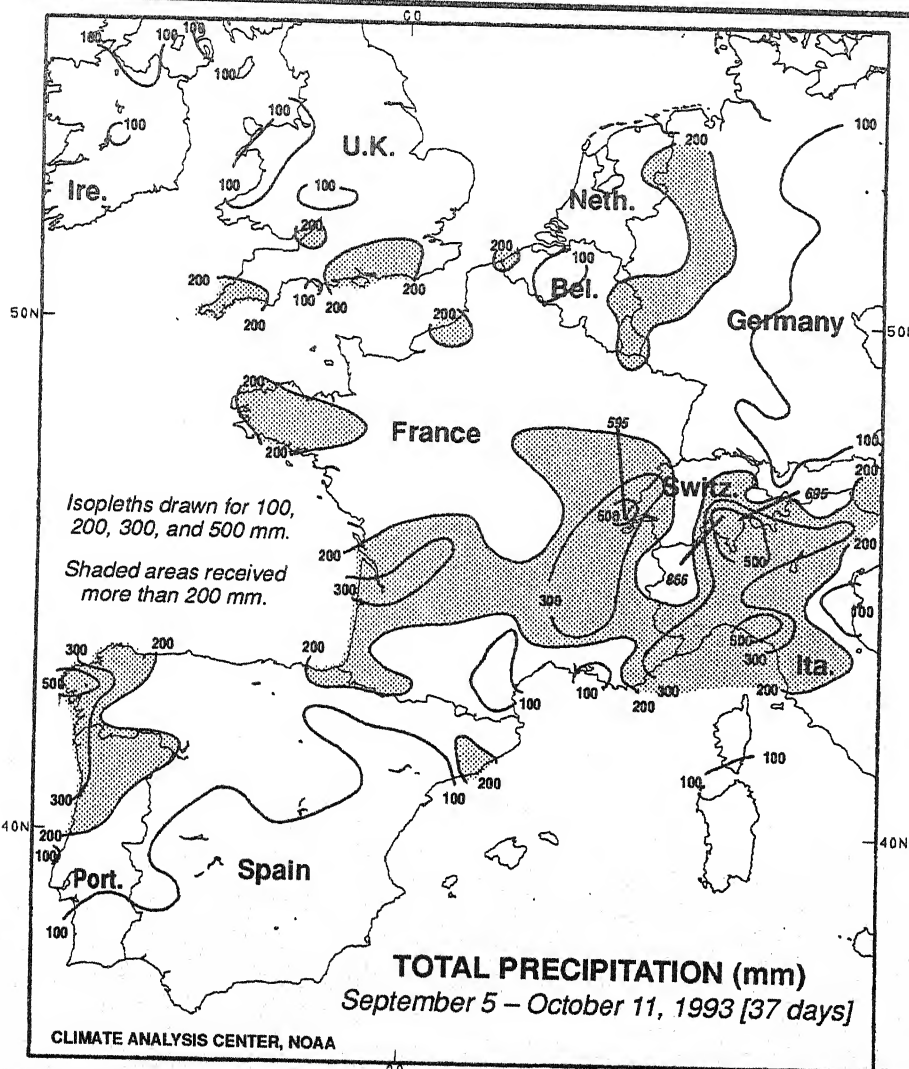 00
180 100 100
100
100
100
U.K.
200
100
Ire.
100
100
Neth.
200
200
100
Bel.
200
100
200
200
200
50N
200
Germany
50N
200
France
595
200
100
200
Switz.
695
Isopleths drawn for 100,
200, 300, and 500 mm.
500
200
200
500
Shaded areas received
more than 200 mm.
300
866
300
100
500
300
200
200
300
Ita.
300
500
100
100
200
300
200
100
100
200
100
300
40N
200
40N
100
Port.
Spain
100
TOTAL PRECIPITATION (mm)
September 5 – October 11, 1993 [37 days]
CLIMATE ANALYSIS CENTER, NOAA